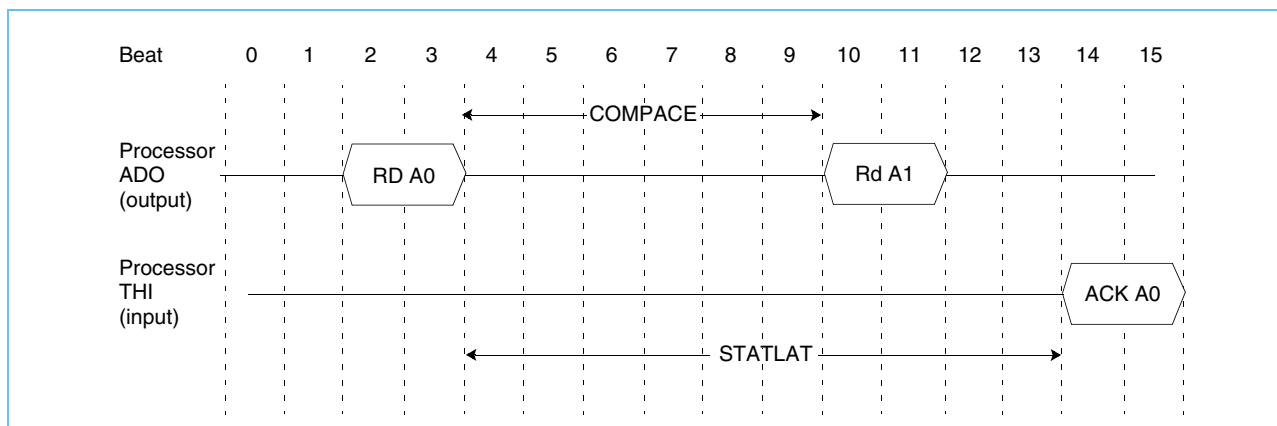 Beat 0 1 2 3 4 5 6 7 8 9 10 11 12 13 14 15
COMPACE
Processor
ADO
(output)
RD A0
Rd A1
Processor
THI
(input)
ACK A0
STATLAT